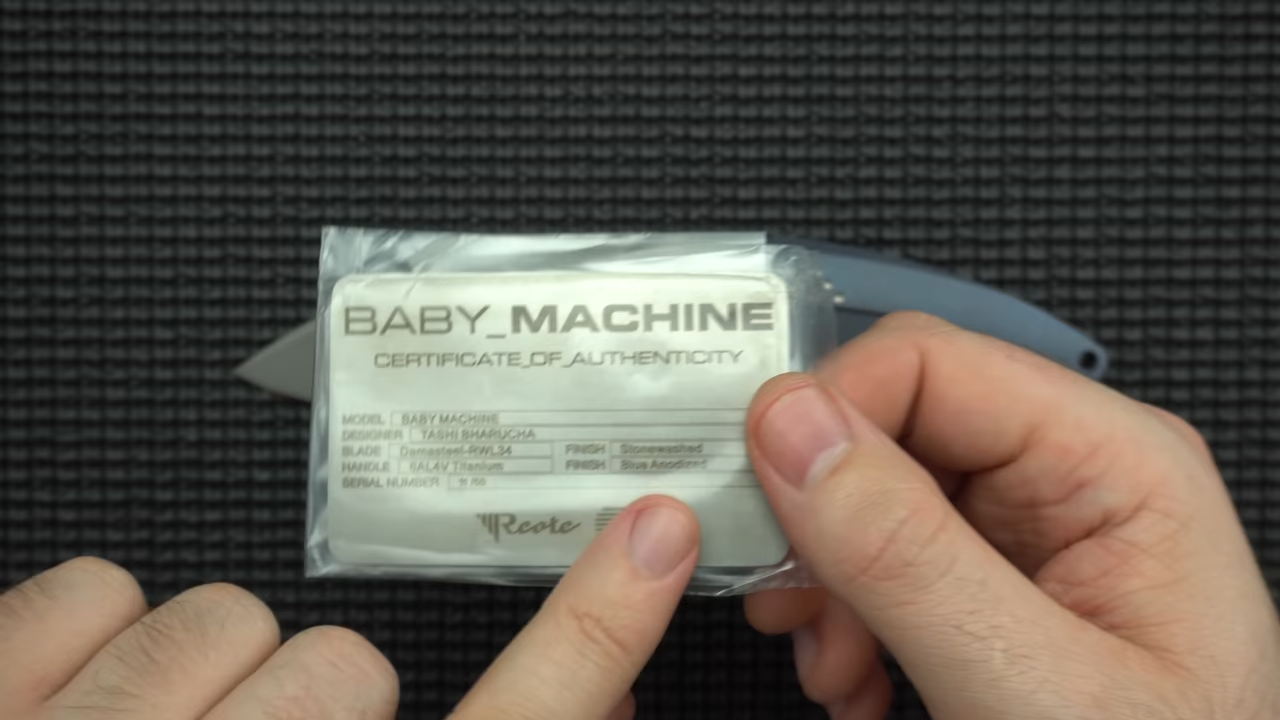 BABY_MACHINE
CERTIFICATE_OF_AUTHENTICITY
MODEL BABY MACHINE
DESIGNER TASHI BHARUCHA
BLADE Damasteel-RWL34 FINISH Stonewashed
HANDLE 6AL4V Titanium FINISH Blue Anodized
SERIAL NUMBER
Reate